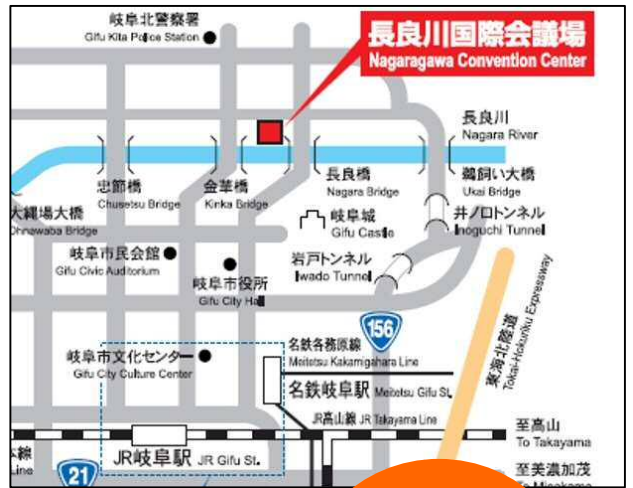 岐阜北警察署
Gifu Kita Police Station
長良川国際会議場
Nagaragawa Convention Center
長良川
Nagara River
忠節橋
Chusetsu Bridge
金華橋
Kinka Bridge
長良橋
Nagara Bridge
鵜飼い大橋
Ukai Bridge
大縄場大橋
Ohnawaba Bridge
岐阜城
Gifu Castle
井ノ口トンネル
Inoguchi Tunnel
岐阜市民会館
Gifu Civic Auditorium
岩戸トンネル
Iwado Tunnel
岐阜市役所
Gifu City Hall
156
東海北陸道
Tokai-Hokuriku Expressway
岐阜市文化センター
Gifu City Culture Center
名鉄各務原線
Meitetsu Kakamigahara Line
名鉄岐阜駅 Meitetsu Gifu St.
JR高山線 JR Takayama Line
至高山
To Takayama
本線
Line
21
JR岐阜駅 JR Gifu St.
至美濃加茂